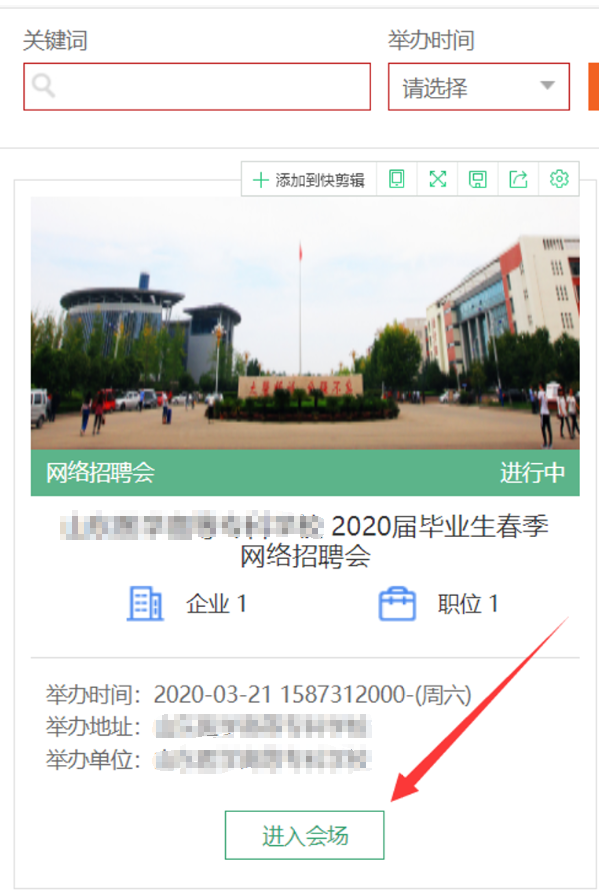 关键词
举办时间
请选择
添加到快剪辑
网络招聘会
进行中
2020届毕业生春季
网络招聘会
企业 1
职位 1
举办时间：2020-03-21 1587312000-(周六)
举办地址：
举办单位：
进入会场